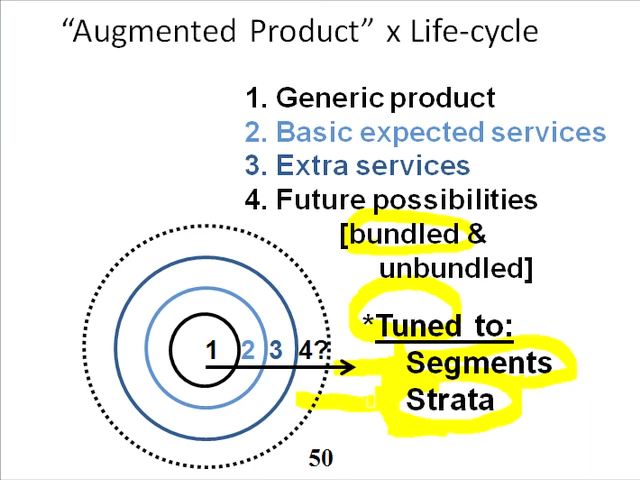 “Augmented Product” x Life-cycle
1. Generic product
2. Basic expected services
3. Extra services
4. Future possibilities
[bundled &
unbundled]
*Tuned to:
Segments
Strata
1 2 3 4?
50